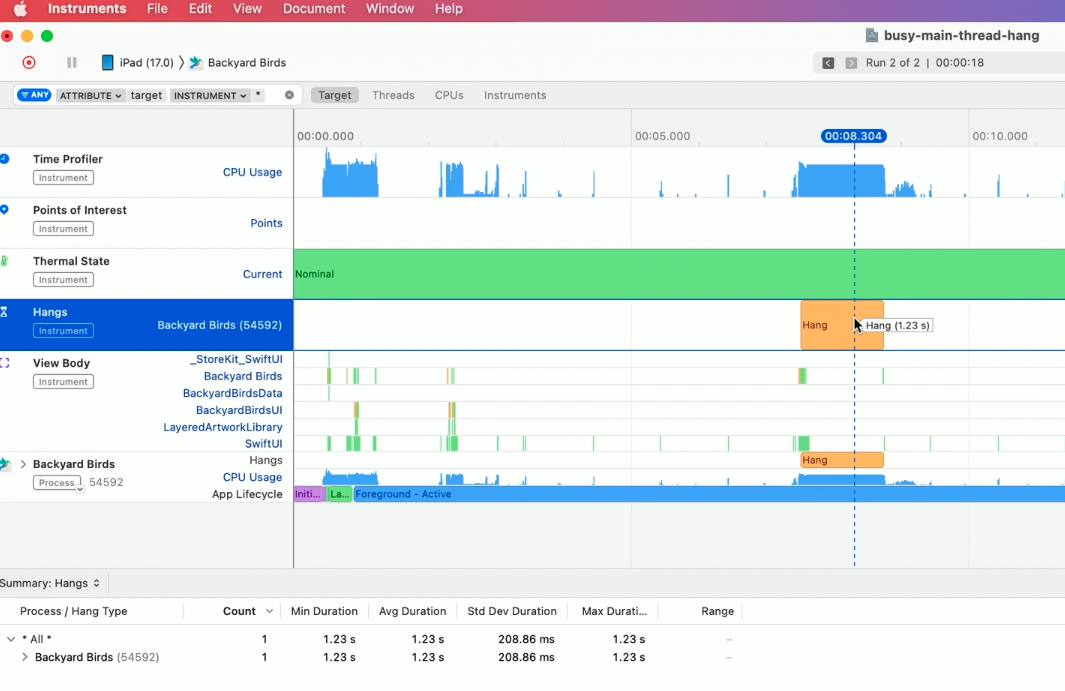 Instruments File Edit View Document Window Help
busy-main-thread-hang
iPad (17.0) Backyard Birds
Run 2 of 2 | 00:00:18
ANY ATTRIBUTE target INSTRUMENT * Target Threads CPUs Instruments
00:00.000 00:05.000 00:08.304 00:10.000
Time Profiler
Instrument
CPU Usage
Points of Interest
Instrument
Points
Thermal State
Instrument
Current
Nominal
Hangs
Instrument
Backyard Birds (54592)
Hang
Hang (1.23 s)
View Body
Instrument
_StoreKit_SwiftUI
Backyard Birds
BackyardBirdsData
BackyardBirdsUI
LayeredArtworkLibrary
SwiftUI
Backyard Birds
Process 54592
Hangs
Hang
CPU Usage
App Lifecycle
Initi... La... Foreground - Active
Summary: Hangs
Process / Hang Type Count Min Duration Avg Duration Std Dev Duration Max Durati... Range
* All * 1 1.23 s 1.23 s 208.86 ms 1.23 s –
Backyard Birds (54592) 1 1.23 s 1.23 s 208.86 ms 1.23 s –